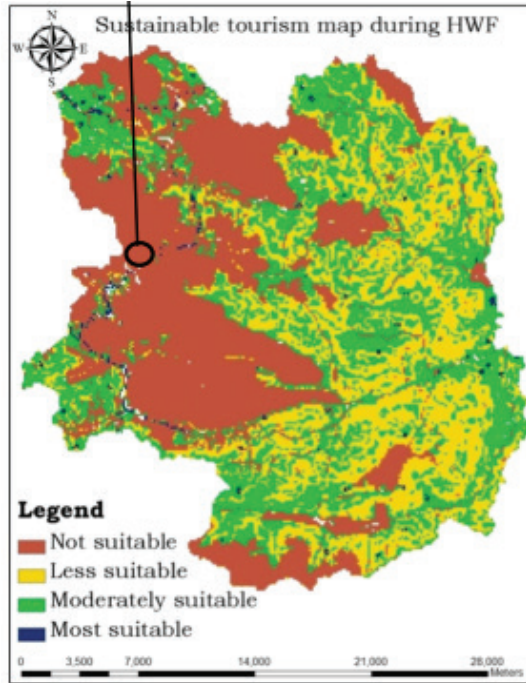 Sustainable tourism map during HWF
N
W E
S
Legend
Not suitable
Less suitable
Moderately suitable
Most suitable
0 3,500 7,000 14,000 21,000 28,000
Meters